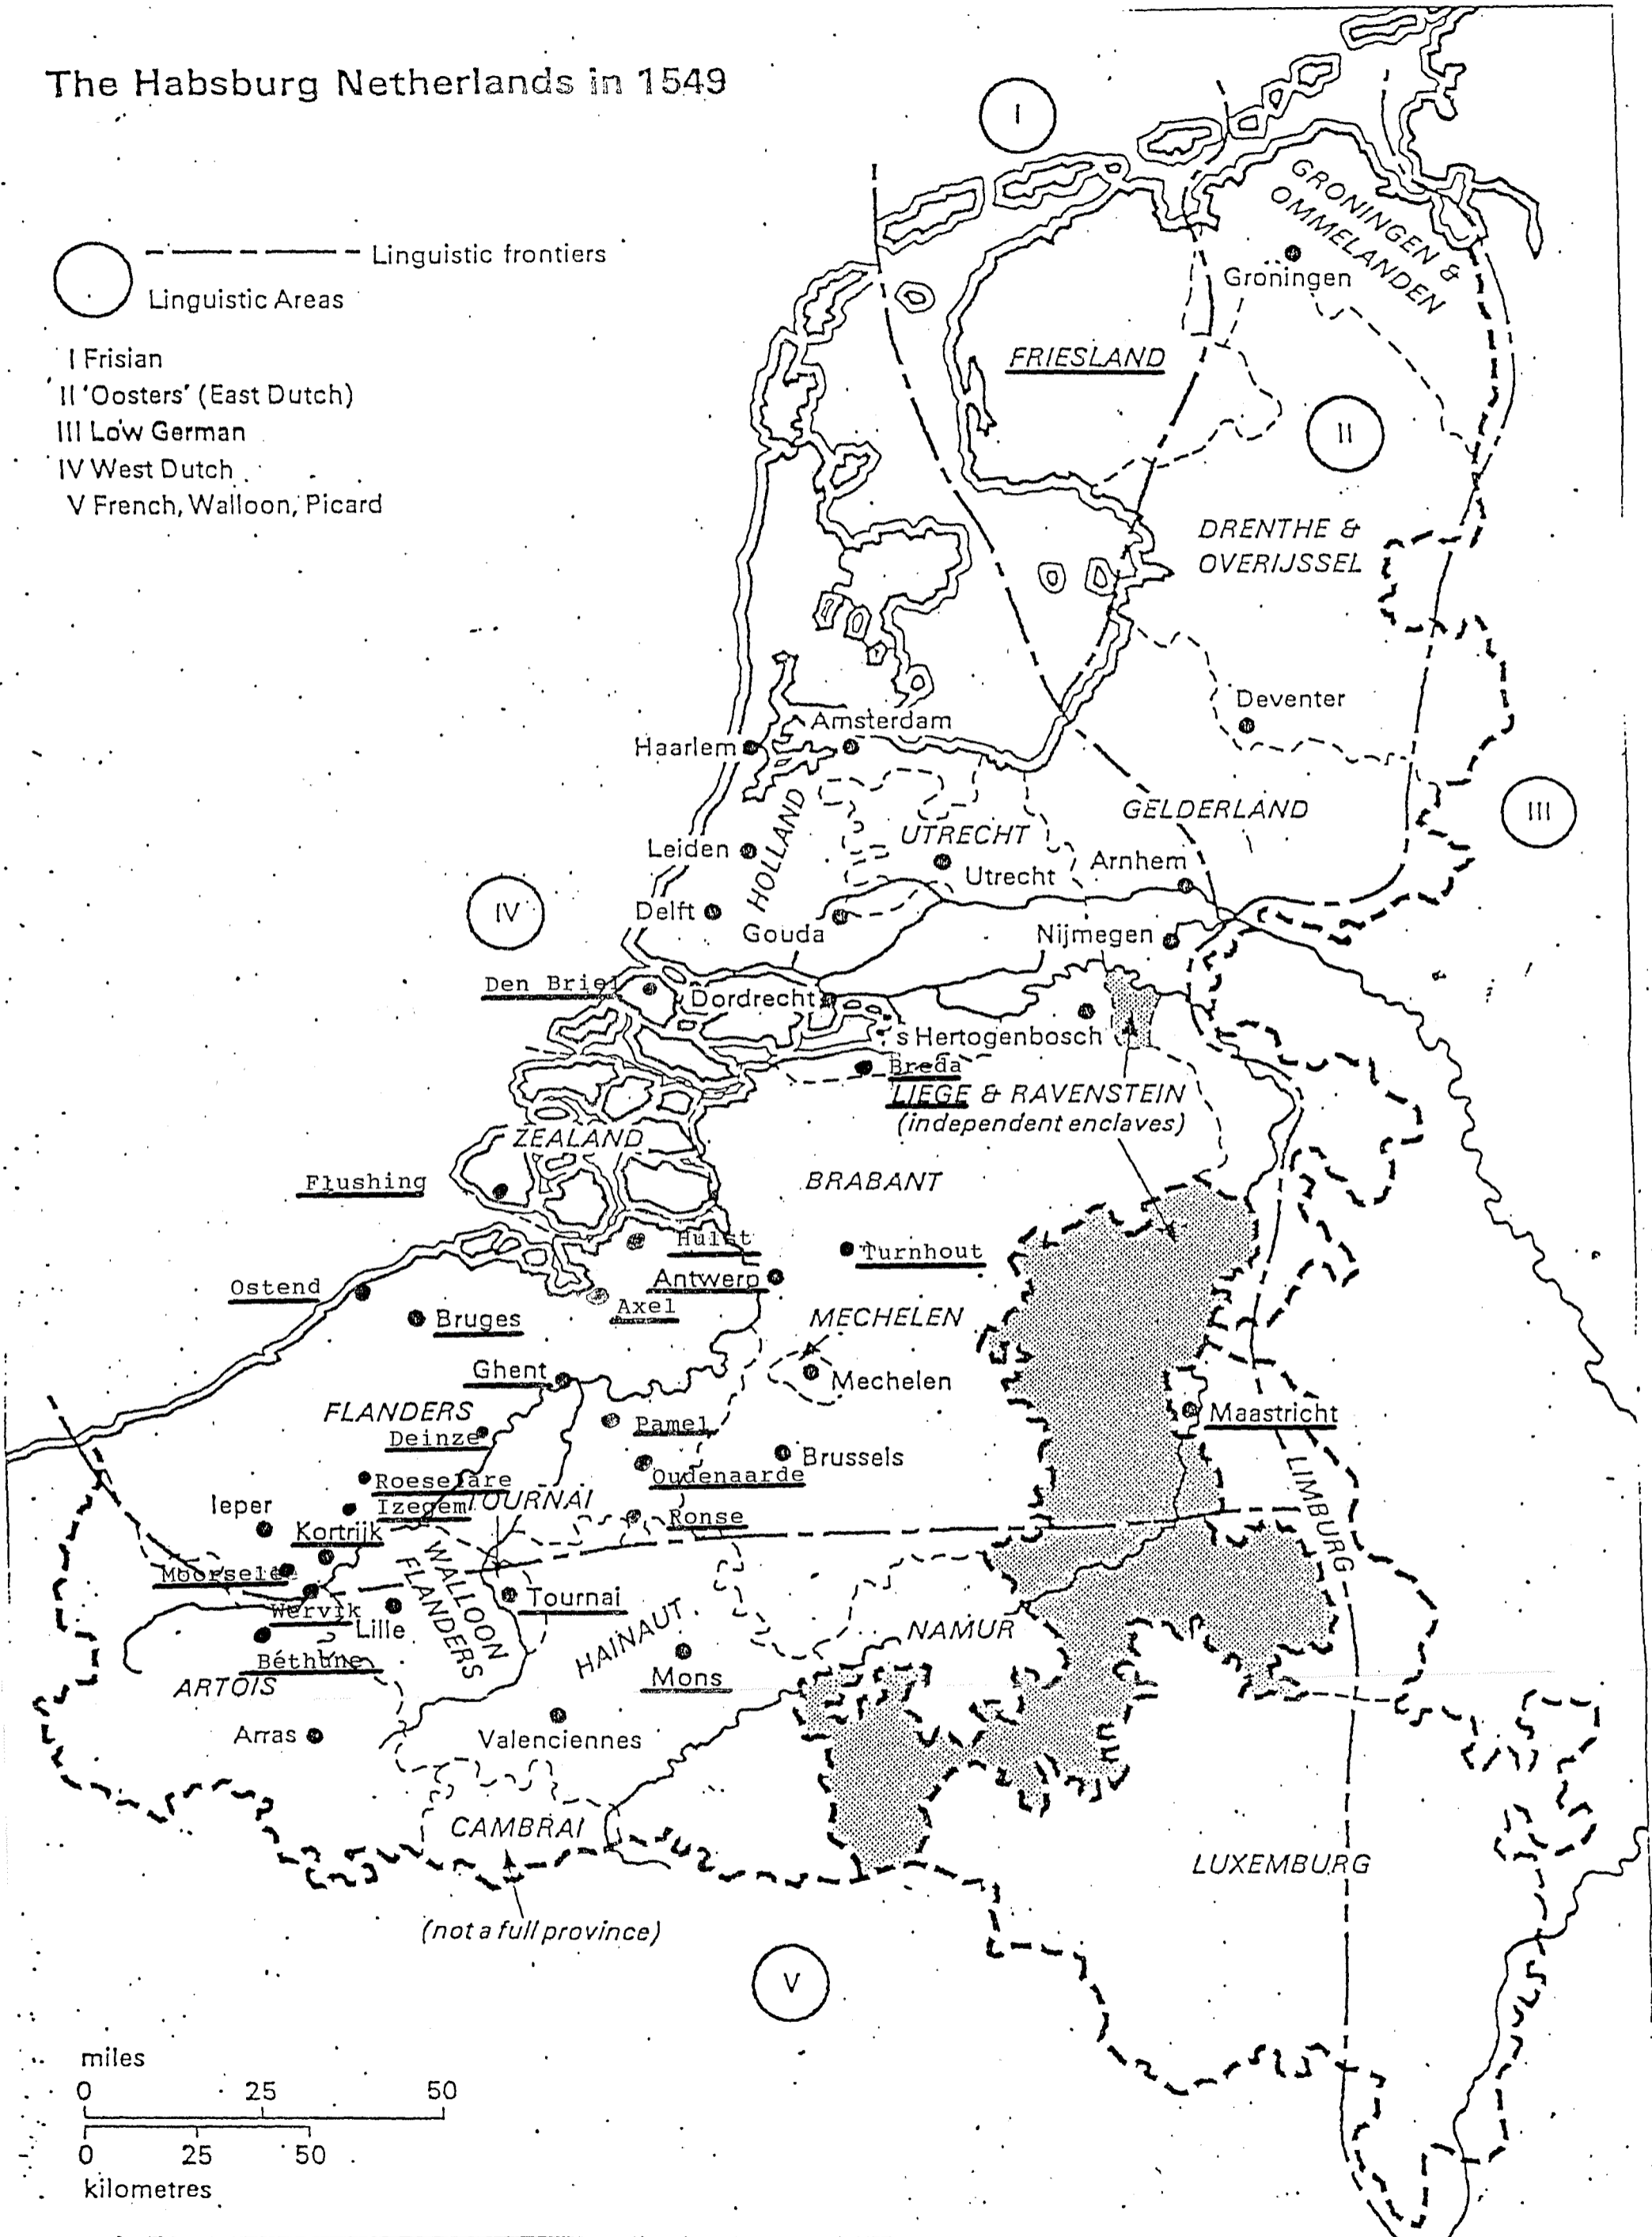 The Habsburg Netherlands in 1549
Linguistic frontiers
Linguistic Areas
I Frisian
II 'Oosters' (East Dutch)
III Low German
IV West Dutch
V French, Walloon, Picard
I
GRONINGEN &
OMMELANDEN
Groningen
FRIESLAND
II
DRENTHE &
OVERIJSSEL
Deventer
Amsterdam
Haarlem
HOLLAND
GELDERLAND
III
UTRECHT
Leiden
Arnhem
Utrecht
IV
Delft
Gouda
Nijmegen
Den Briel
Dordrecht
's Hertogenbosch
Breda
LIEGE & RAVENSTEIN
(independent enclaves)
ZEALAND
Flushing
BRABANT
Hulst
Turnhout
Antwerp
Ostend
Axel
Bruges
MECHELEN
Ghent
Mechelen
FLANDERS
Pamel
Maastricht
Deinze
Brussels
Oudenaarde
Roeselare
Izegem
TOURNAI
LIMBURG
Ieper
Ronse
Kortrijk
Moorsele
WALLOON
FLANDERS
Tournai
Wervik
Lille
HAINAUT
NAMUR
Béthune
Mons
ARTOIS
Arras
Valenciennes
CAMBRAI
LUXEMBURG
(not a full province)
V
miles
0 25 50
0 25 50
kilometres